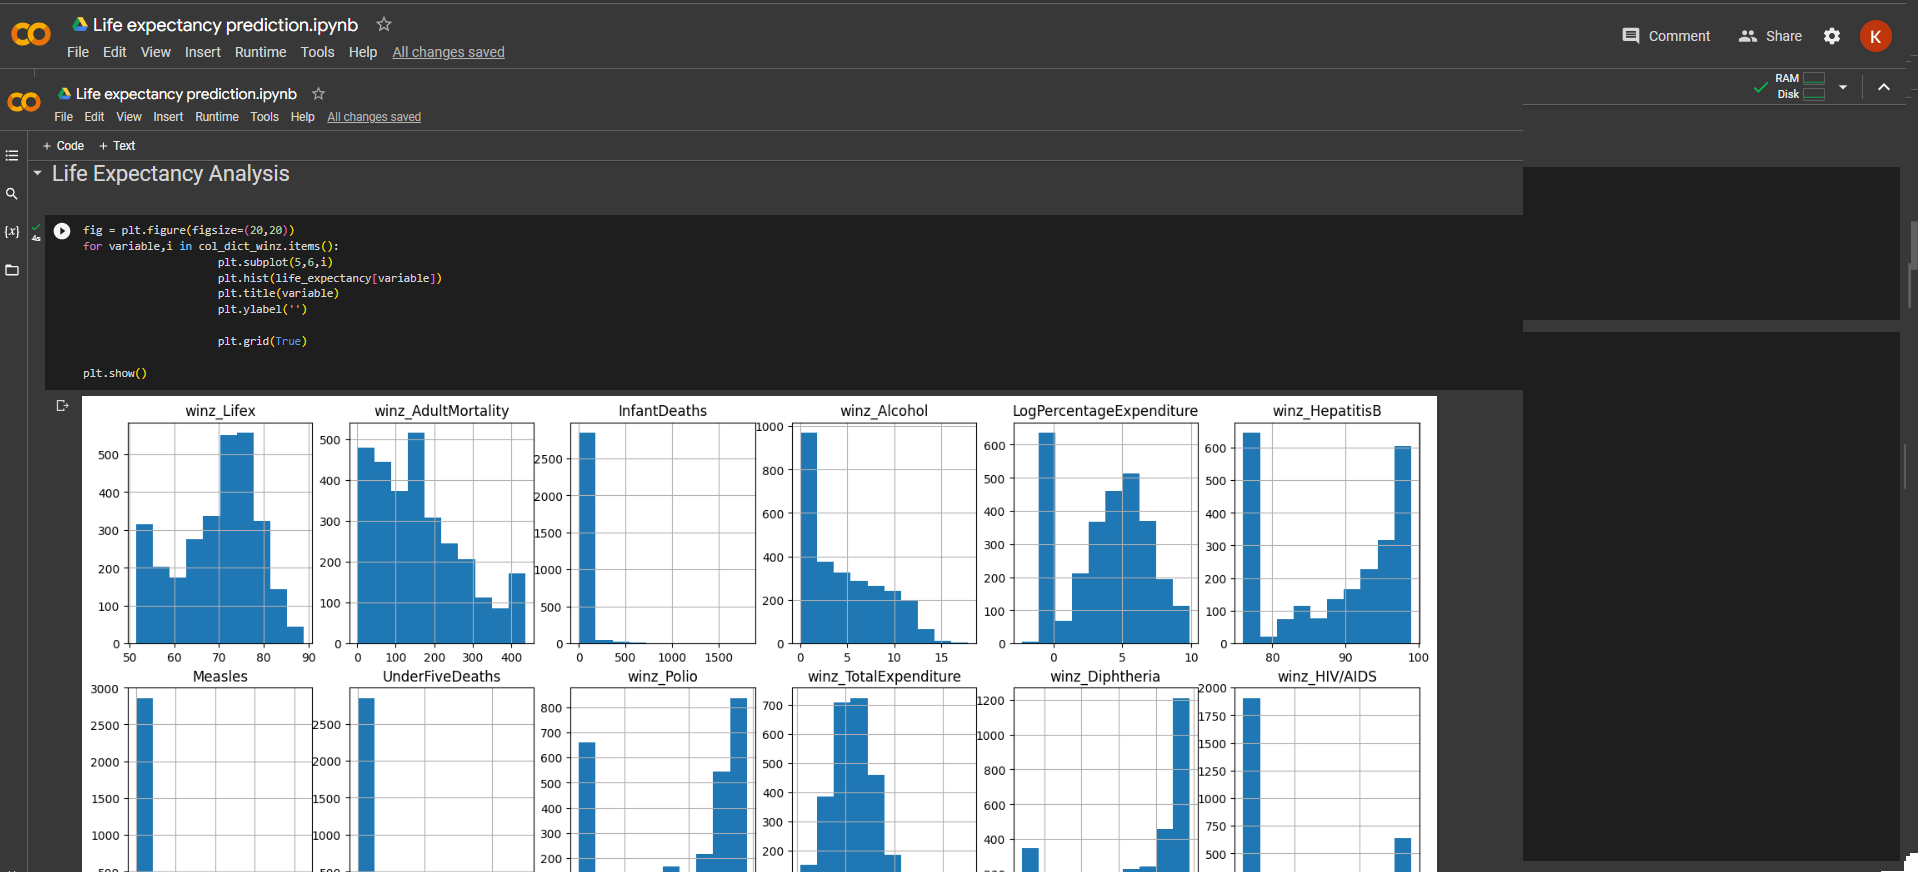 Life expectancy prediction.ipynb
File Edit View Insert Runtime Tools Help All changes saved
Comment Share K
RAM
Disk
Life expectancy prediction.ipynb
File Edit View Insert Runtime Tools Help All changes saved
+ Code + Text
Life Expectancy Analysis
{x}
4s
fig = plt.figure(figsize=(20,20))
for variable,i in col_dict_winz.items():
plt.subplot(5,6,i)
plt.hist(life_expectancy[variable])
plt.title(variable)
plt.ylabel('')
plt.grid(True)
plt.show()
winz_Lifex
500
400
300
200
100
0
50 60 70 80 90
winz_AdultMortality
500
400
300
200
100
0
0 100 200 300 400
InfantDeaths
2500
2000
1500
1000
500
0
0 500 1000 1500
winz_Alcohol
1000
800
600
400
200
0
0 5 10 15
LogPercentageExpenditure
600
500
400
300
200
100
0
0 5 10
winz_HepatitisB
600
500
400
300
200
100
0
80 90 100
Measles
3000
2500
2000
1500
1000
UnderFiveDeaths
2500
2000
1500
1000
winz_Polio
800
700
600
500
400
300
200
winz_TotalExpenditure
700
600
500
400
300
200
winz_Diphtheria
1200
1000
800
600
400
winz_HIV/AIDS
2000
1750
1500
1250
1000
750
500